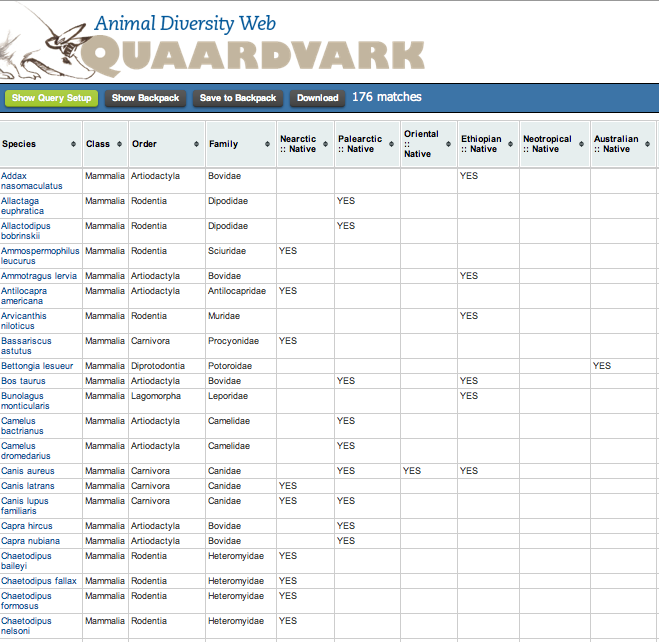 Animal Diversity Web
QUAARDVARK
Show Query Setup Show Backpack Save to Backpack Download 176 matches
Species Class Order Family Nearctic :: Native Palearctic :: Native Oriental :: Native Ethiopian :: Native Neotropical :: Native Australian :: Native
Addax nasomaculatus Mammalia Artiodactyla Bovidae YES
Allactaga euphratica Mammalia Rodentia Dipodidae YES
Allactodipus bobrinskii Mammalia Rodentia Dipodidae YES
Ammospermophilus leucurus Mammalia Rodentia Sciuridae YES
Ammotragus lervia Mammalia Artiodactyla Bovidae YES
Antilocapra americana Mammalia Artiodactyla Antilocapridae YES
Arvicanthis niloticus Mammalia Rodentia Muridae YES
Bassariscus astutus Mammalia Carnivora Procyonidae YES
Bettongia lesueur Mammalia Diprotodontia Potoroidae YES
Bos taurus Mammalia Artiodactyla Bovidae YES YES
Bunolagus monticularis Mammalia Lagomorpha Leporidae YES
Camelus bactrianus Mammalia Artiodactyla Camelidae YES
Camelus dromedarius Mammalia Artiodactyla Camelidae YES
Canis aureus Mammalia Carnivora Canidae YES YES YES
Canis latrans Mammalia Carnivora Canidae YES
Canis lupus familiaris Mammalia Carnivora Canidae YES YES
Capra hircus Mammalia Artiodactyla Bovidae YES
Capra nubiana Mammalia Artiodactyla Bovidae YES
Chaetodipus baileyi Mammalia Rodentia Heteromyidae YES
Chaetodipus fallax Mammalia Rodentia Heteromyidae YES
Chaetodipus formosus Mammalia Rodentia Heteromyidae YES
Chaetodipus nelsoni Mammalia Rodentia Heteromyidae YES